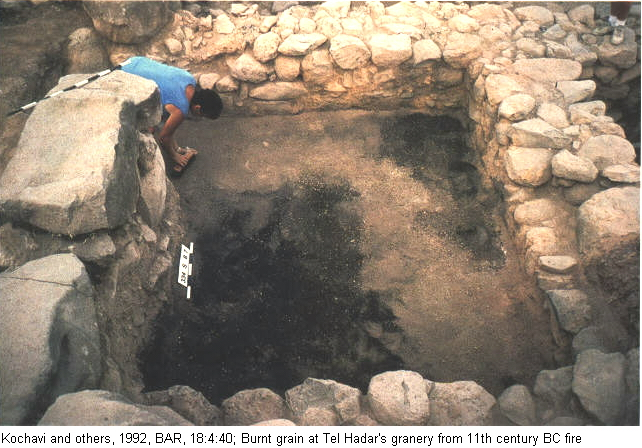 Kochavi and others, 1992, BAR, 18:4:40; Burnt grain at Tel Hadar's granery from 11th century BC fire